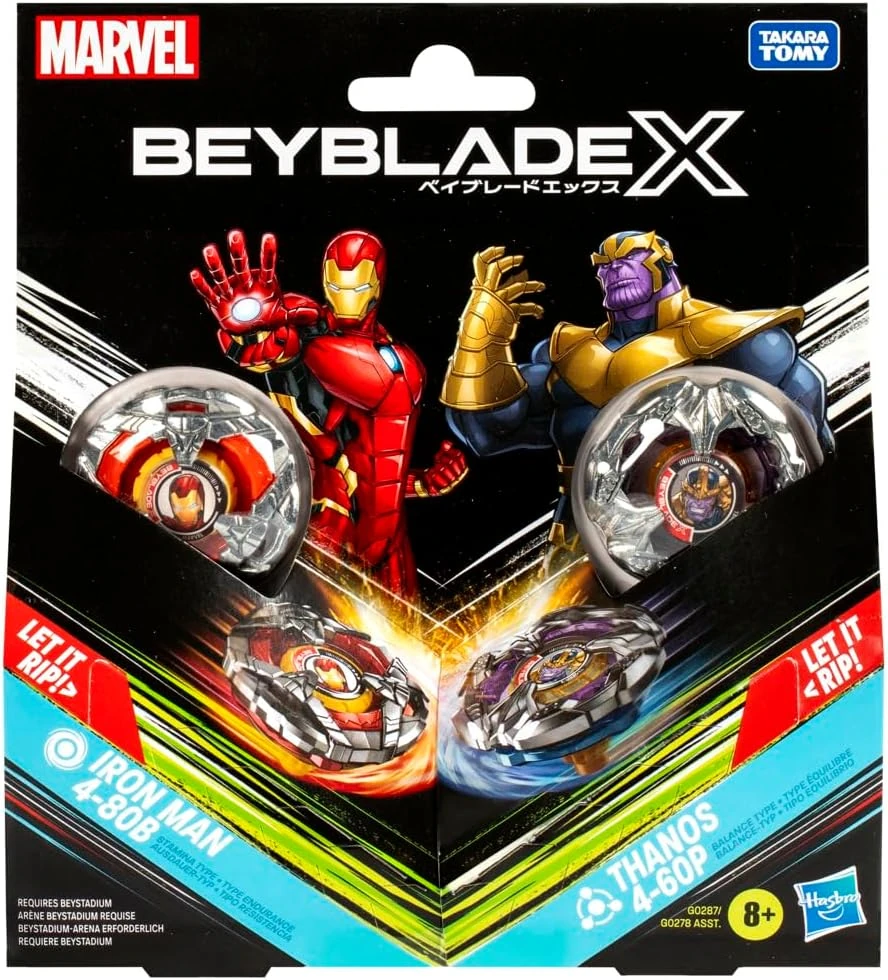 MARVEL
TAKARA
TOMY
BEYBLADE X
ベイブレードエックス
BEYBLADE
BEYBLADE X
LET IT
RIP!
LET IT
RIP!
IRON MAN
4-80B
STAMINA TYPE • TYPE ENDURANCE
AUSDAUER-TYP • TIPO RESISTENCIA
THANOS
4-60P
BALANCE TYPE • TYPE ÉQUILIBRE
BALANCE-TYP • TIPO EQUILIBRIO
REQUIRES BEYSTADIUM
ARÈNE BEYSTADIUM REQUISE
BEYSTADIUM-ARENA ERFORDERLICH
REQUIERE BEYSTADIUM
G0287/
G0278 ASST.
8+
Hasbro